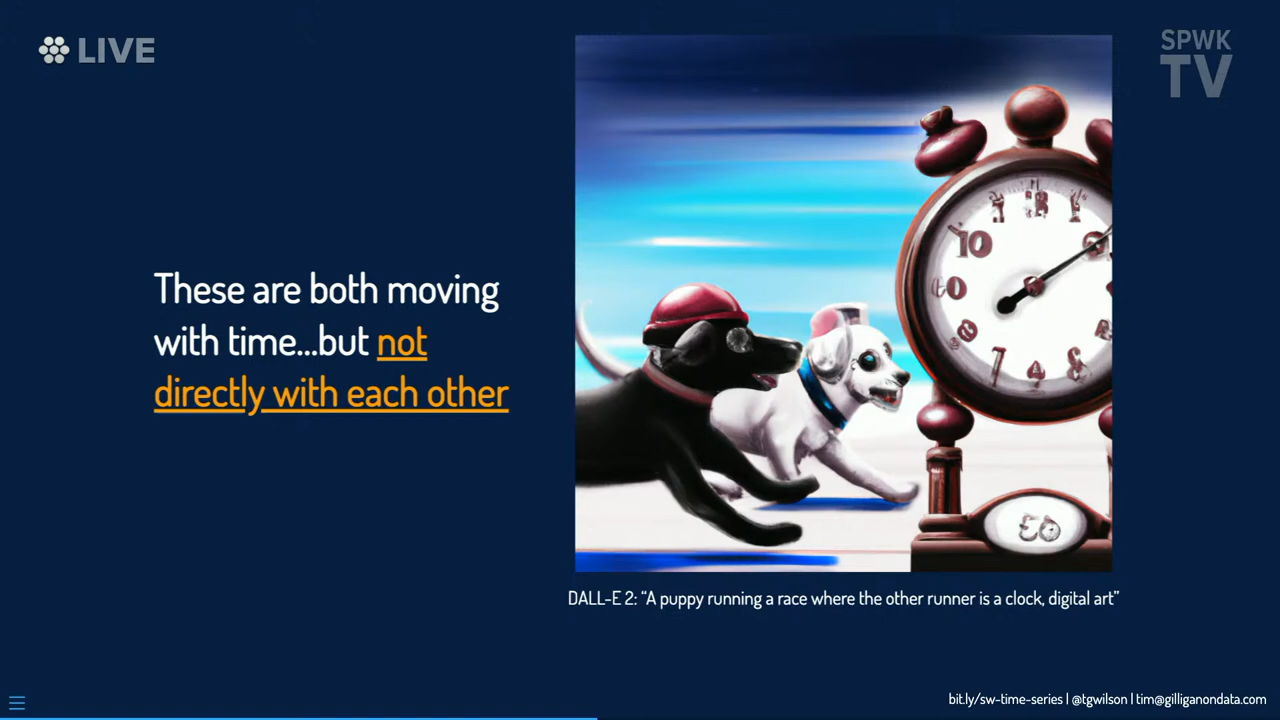 LIVE
SPWK
TV
These are both moving
with time...but not
directly with each other
10
DALL-E 2: “A puppy running a race where the other runner is a clock, digital art”
bit.ly/sw-time-series | @tgwilson | tim@gilliganondata.com